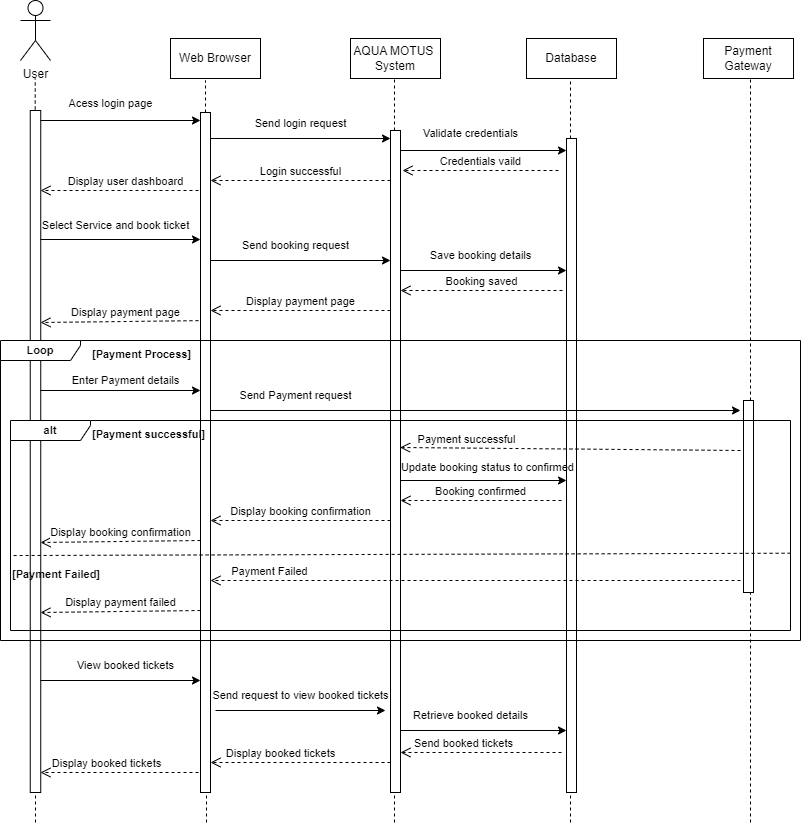 User
Web Browser
AQUA MOTUS
System
Database
Payment
Gateway
Acess login page
Send login request
Validate credentials
Credentials vaild
Login successful
Display user dashboard
Select Service and book ticket
Send booking request
Save booking details
Booking saved
Display payment page
Display payment page
Loop
[Payment Process]
Enter Payment details
Send Payment request
alt
[Payment successful]
Payment successful
Update booking status to confirmed
Booking confirmed
Display booking confirmation
Display booking confirmation
[Payment Failed]
Payment Failed
Display payment failed
View booked tickets
Send request to view booked tickets
Retrieve booked details
Send booked tickets
Display booked tickets
Display booked tickets